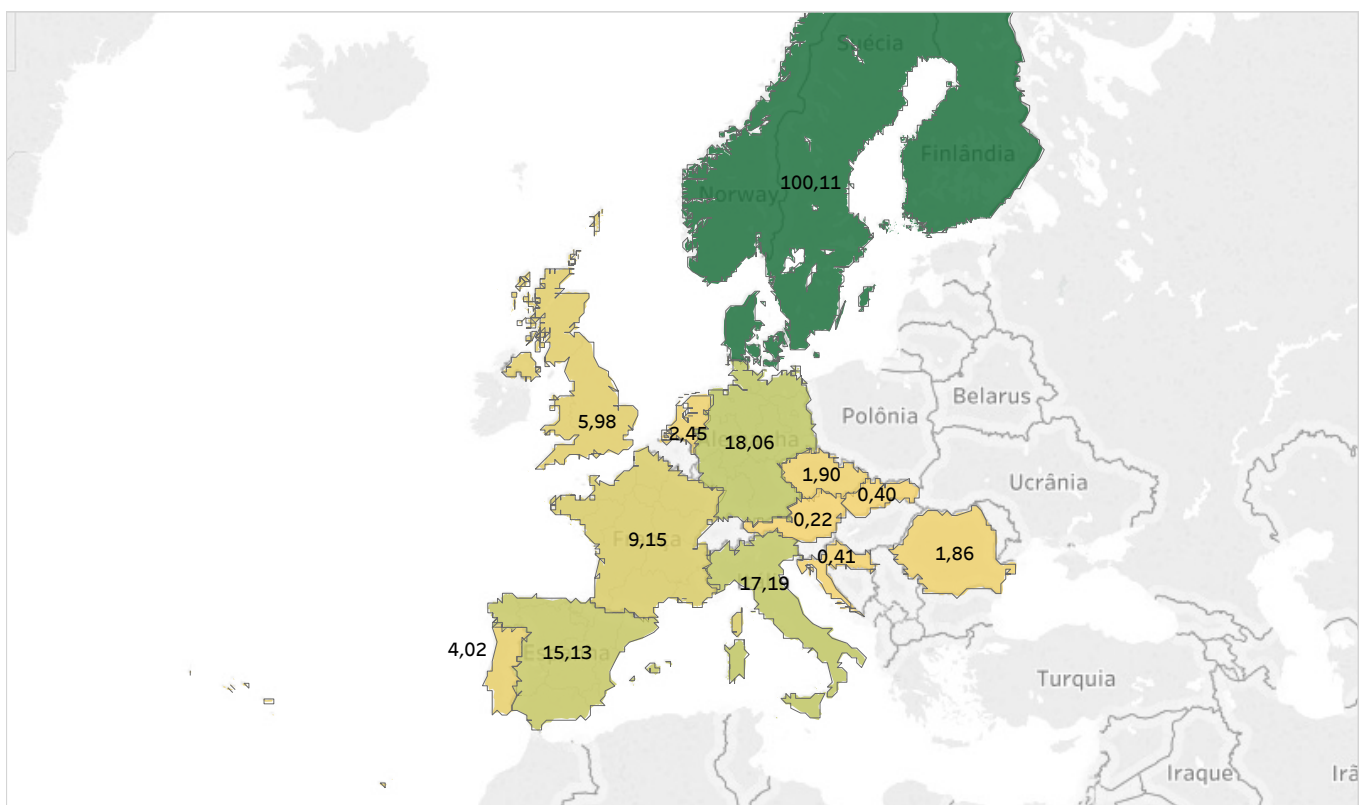 Suécia
Finlândia
100,11
Norway
Belarus
Polônia
5,98
2,45
18,06
1,90
Ucrânia
0,40
0,22
9,15
0,41
1,86
17,19
4,02
15,13
Turquia
Iraque
Irã